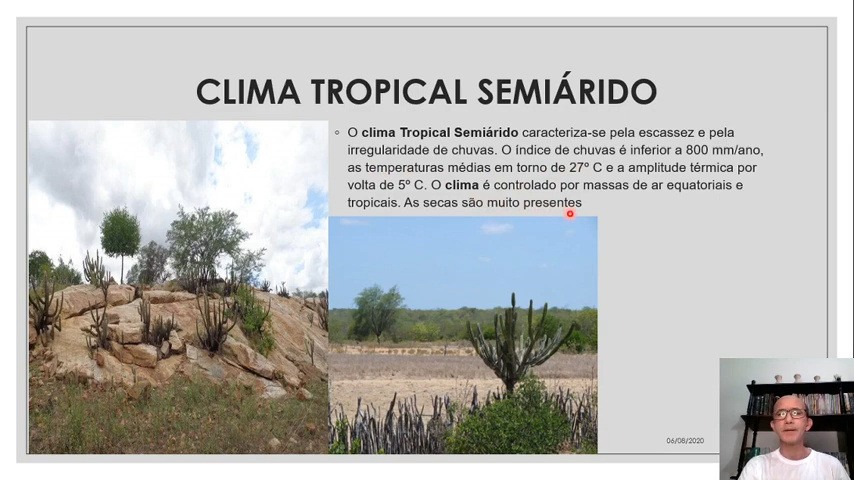 CLIMA TROPICAL SEMIÁRIDO
O clima Tropical Semiárido caracteriza-se pela escassez e pela
irregularidade de chuvas. O índice de chuvas é inferior a 800 mm/ano,
as temperaturas médias em torno de 27º C e a amplitude térmica por
volta de 5º C. O clima é controlado por massas de ar equatoriais e
tropicais. As secas são muito presentes
06/08/2020